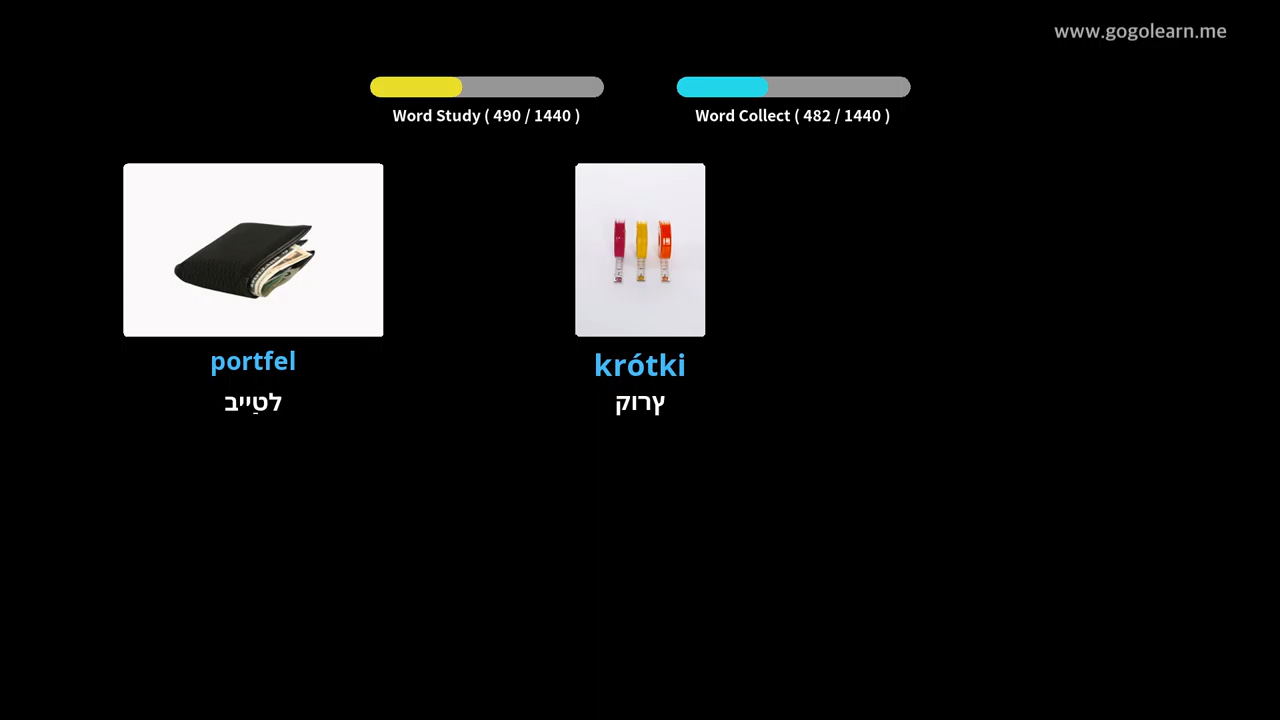 www.gogolearn.me
Word Study ( 490 / 1440 )
Word Collect ( 482 / 1440 )
portfel
לטַייב
krótki
ץרוק